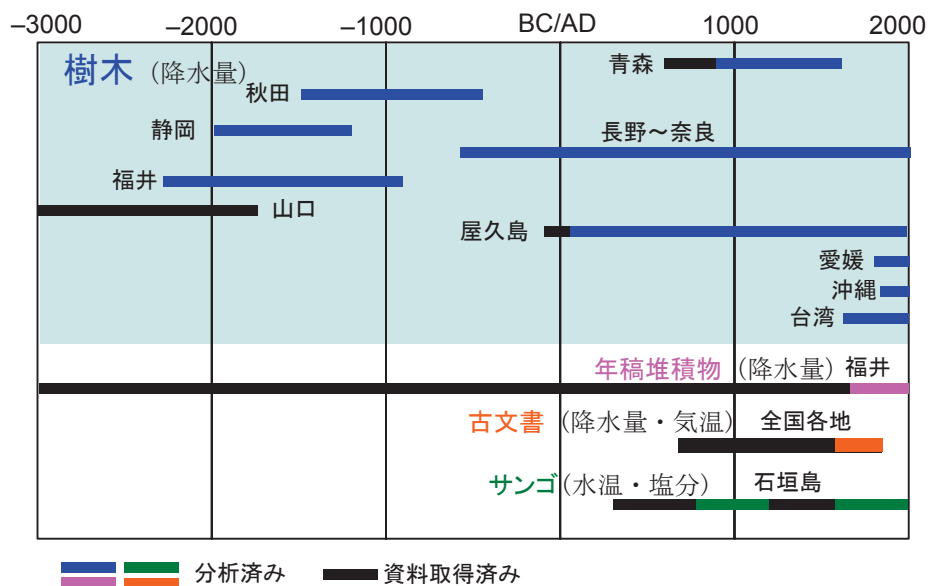 –3000 –2000 –1000 BC/AD 1000 2000
樹木 (降水量)
青森
秋田
静岡
長野～奈良
福井
山口
屋久島
愛媛
沖縄
台湾
年稿堆積物 (降水量) 福井
古文書 (降水量・気温) 全国各地
サンゴ(水温・塩分) 石垣島
分析済み 資料取得済み